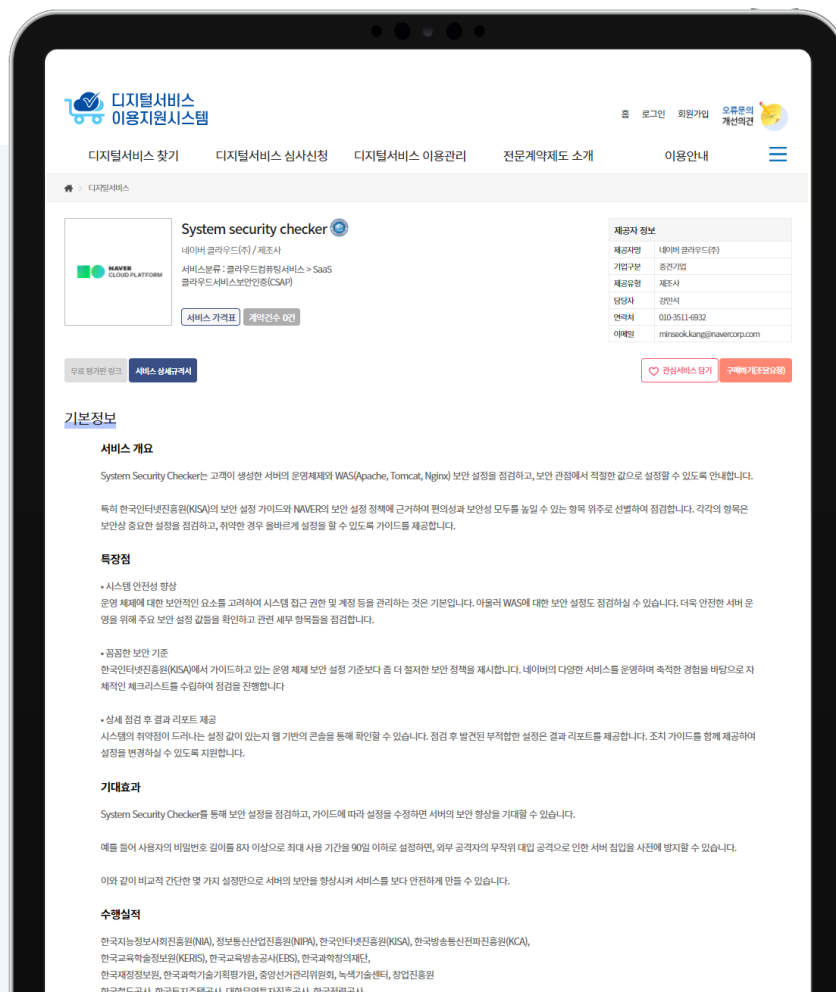 디지털서비스
이용지원시스템
홈 로그인 회원가입 오류문의 개선의견
디지털서비스 찾기 디지털서비스 심사신청 디지털서비스 이용관리 전문계약제도 소개 이용안내
디지털서비스
NAVER
CLOUD PLATFORM
System security checker
네이버 클라우드(주) / 제조사
서비스분류 : 클라우드컴퓨팅서비스 > SaaS
클라우드서비스보안인증(CSAP)
서비스 가격표 계약건수 0건
제공자 정보
제공자명 네이버 클라우드(주)
기업구분 중견기업
제공유형 제조사
담당자 강민석
연락처 010-3511-6932
이메일 minseok.kang@navercorp.com
무료 평가판 링크 서비스 상세규격서
관심서비스 담기 구매하기(조달요청)
기본정보
서비스 개요
System Security Checker는 고객이 생성한 서버의 운영체제와 WAS(Apache, Tomcat, Nginx) 보안 설정을 점검하고, 보안 관점에서 적절한 값으로 설정할 수 있도록 안내합니다.
특히 한국인터넷진흥원(KISA)의 보안 설정 가이드와 NAVER의 보안 설정 정책에 근거하여 편의성과 보안성 모두를 높일 수 있는 항목 위주로 선별하여 점검합니다. 각각의 항목은
보안상 중요한 설정을 점검하고, 취약한 경우 올바르게 설정을 할 수 있도록 가이드를 제공합니다.
특장점
• 시스템 안전성 향상
운영 체제에 대한 보안적인 요소를 고려하여 시스템 접근 권한 및 계정 등을 관리하는 것은 기본입니다. 아울러 WAS에 대한 보안 설정도 점검하실 수 있습니다. 더욱 안전한 서버 운
영을 위해 주요 보안 설정 값들을 확인하고 관련 세부 항목들을 점검합니다.
• 꼼꼼한 보안 기준
한국인터넷진흥원(KISA)에서 가이드하고 있는 운영 체제 보안 설정 기준보다 좀 더 철저한 보안 정책을 제시합니다. 네이버의 다양한 서비스를 운영하며 축적한 경험을 바탕으로 자
체적인 체크리스트를 수립하여 점검을 진행합니다
• 상세 점검 후 결과 리포트 제공
시스템의 취약점이 드러나는 설정 값이 있는지 웹 기반의 콘솔을 통해 확인할 수 있습니다. 점검 후 발견된 부적합한 설정은 결과 리포트를 제공합니다. 조치 가이드를 함께 제공하여
설정을 변경하실 수 있도록 지원합니다.
기대효과
System Security Checker를 통해 보안 설정을 점검하고, 가이드에 따라 설정을 수정하면 서버의 보안 향상을 기대할 수 있습니다.
예를 들어 사용자의 비밀번호 길이를 8자 이상으로 최대 사용 기간을 90일 이하로 설정하면, 외부 공격자의 무작위 대입 공격으로 인한 서버 침입을 사전에 방지할 수 있습니다.
이와 같이 비교적 간단한 몇 가지 설정만으로 서버의 보안을 향상시켜 서비스를 보다 안전하게 만들 수 있습니다.
수행실적
한국지능정보사회진흥원(NIA), 정보통신산업진흥원(NIPA), 한국인터넷진흥원(KISA), 한국방송통신전파진흥원(KCA),
한국교육학술정보원(KERIS), 한국교육방송공사(EBS), 한국과학창의재단,
한국재정정보원, 한국과학기술기획평가원, 중앙선거관리위원회, 녹색기술센터, 창업진흥원
한국철도공사, 한국토지주택공사, 대한무역투자진흥공사, 한국전력공사